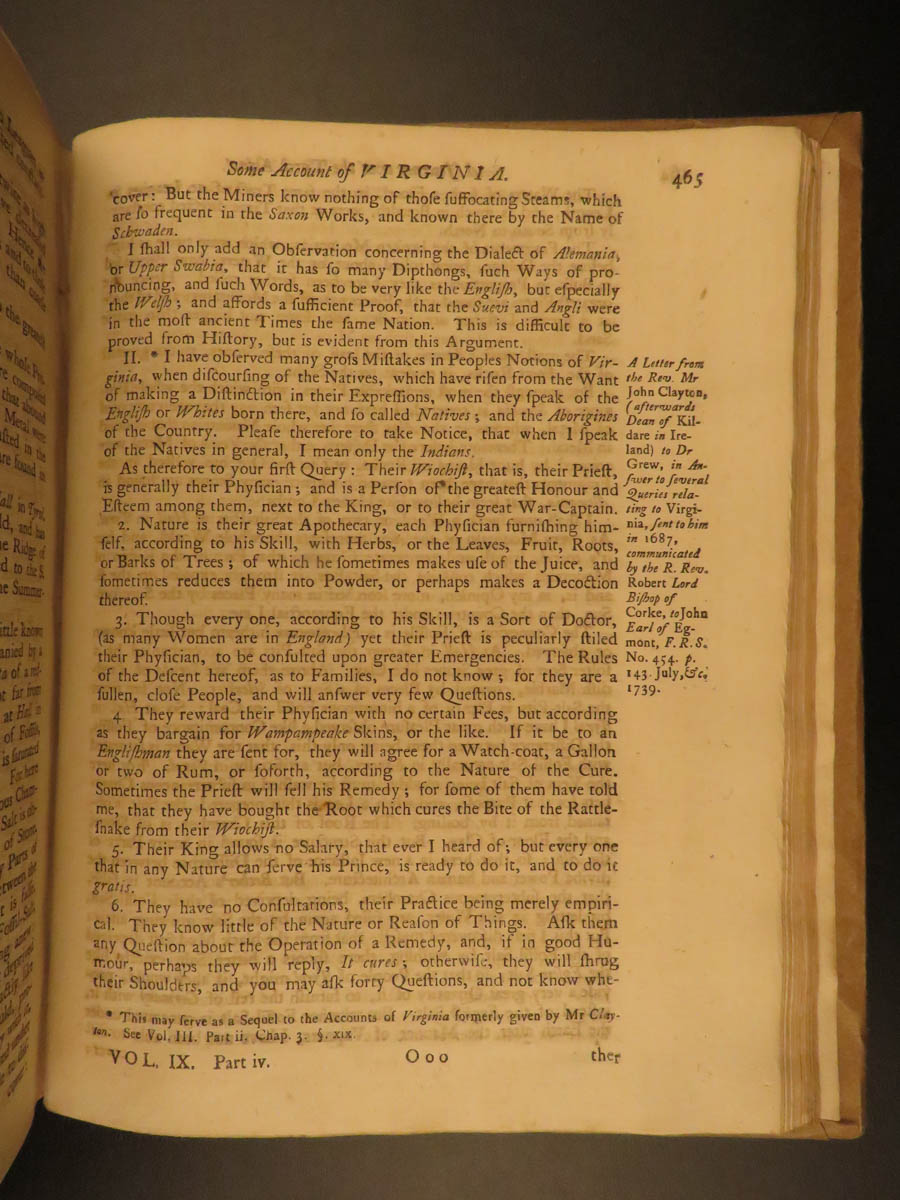 Some Account of VIRGINIA.
465
cover: But the Miners know nothing of thoſe ſuffocating Steams, which
are ſo frequent in the Saxon Works, and known there by the Name of
Schwaden.
I ſhall only add an Obſervation concerning the Dialect of Alemania,
or Upper Swabia, that it has ſo many Dipthongs, ſuch Ways of pro-
nouncing, and ſuch Words, as to be very like the Engliſh, but eſpecially
the Welſh; and affords a ſufficient Proof, that the Suevi and Angli were
in the moſt ancient Times the ſame Nation. This is difficult to be
proved from Hiſtory, but is evident from this Argument.
II. * I have obſerved many groſs Miſtakes in Peoples Notions of Vir-
ginia, when diſcourſing of the Natives, which have riſen from the Want
of making a Diſtinction in their Expreſſions, when they ſpeak of the
Engliſh or Whites born there, and ſo called Natives; and the Aborigines
of the Country. Pleaſe therefore to take Notice, that when I ſpeak
of the Natives in general, I mean only the Indians.
As therefore to your firſt Query: Their Wiochiſt, that is, their Prieſt,
is generally their Phyſician; and is a Perſon of the greateſt Honour and
Eſteem among them, next to the King, or to their great War-Captain.
2. Nature is their great Apothecary, each Phyſician furniſhing him-
ſelf, according to his Skill, with Herbs, or the Leaves, Fruit, Roots,
or Barks of Trees; of which he ſometimes makes uſe of the Juice, and
ſometimes reduces them into Powder, or perhaps makes a Decoction
thereof.
3. Though every one, according to his Skill, is a Sort of Doctor,
(as many Women are in England) yet their Prieſt is peculiarly ſtiled
their Phyſician, to be conſulted upon greater Emergencies. The Rules
of the Deſcent hereof, as to Families, I do not know; for they are a
ſullen, cloſe People, and will anſwer very few Queſtions.
4. They reward their Phyſician with no certain Fees, but according
as they bargain for Wampampeake Skins, or the like. If it be to an
Engliſhman they are ſent for, they will agree for a Watch-coat, a Gallon
or two of Rum, or ſoforth, according to the Nature of the Cure.
Sometimes the Prieſt will ſell his Remedy; for ſome of them have told
me, that they have bought the Root which cures the Bite of the Rattle-
ſnake from their Wiochiſt.
5. Their King allows no Salary, that ever I heard of; but every one
that in any Nature can ſerve his Prince, is ready to do it, and to do it
gratis.
6. They have no Conſultations, their Practice being merely empiri-
cal. They know little of the Nature or Reaſon of Things. Aſk them
any Queſtion about the Operation of a Remedy, and, if in good Hu-
mour, perhaps they will reply, It cures; otherwiſe, they will ſhrug
their Shoulders, and you may aſk forty Queſtions, and not know whe-
A Letter from
the Rev. Mr
John Clayton,
(afterwards
Dean of Kil-
dare in Ire-
land) to Dr
Grew, in An-
ſwer to ſeveral
Queries rela-
ting to Virgi-
nia, ſent to him
in 1687,
communicated
by the R. Rev.
Robert Lord
Biſhop of
Corke, to John
Earl of Eg-
mont, F. R. S.
No. 454. p.
143. July, &c.
1739.
* This may ſerve as a Sequel to the Accounts of Virginia formerly given by Mr Clay-
ton. See Vol. III. Part ii. Chap. 3. §. xix.
VOL. IX. Part iv.
O o o
ther